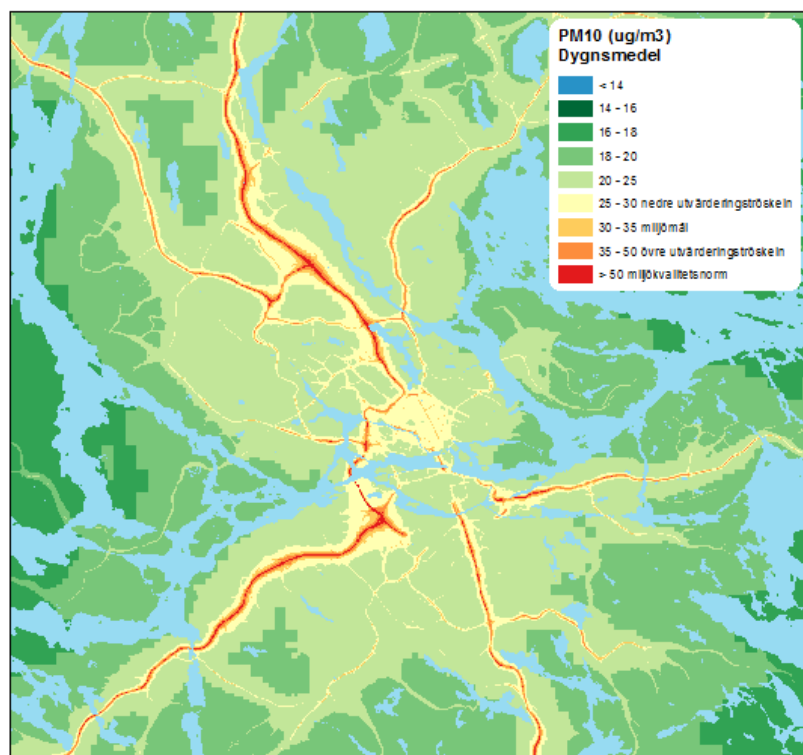 PM10 (ug/m3)
Dygnsmedel
< 14
14 - 16
16 - 18
18 - 20
20 - 25
25 - 30 nedre utvärderingströskeln
30 - 35 miljömål
35 - 50 övre utvärderingströskeln
> 50 miljökvalitetsnorm